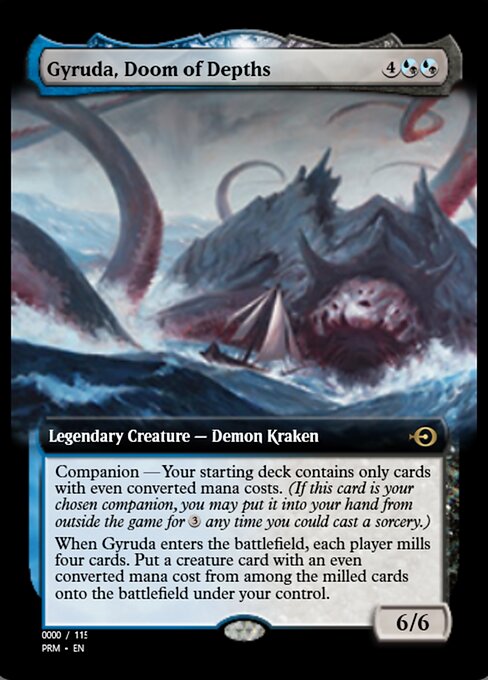 Gyruda, Doom of Depths 4
Legendary Creature — Demon Kraken
Companion — Your starting deck contains only cards
with even converted mana costs. (If this card is your
chosen companion, you may put it into your hand from
outside the game for 3 any time you could cast a sorcery.)
When Gyruda enters the battlefield, each player mills
four cards. Put a creature card with an even
converted mana cost from among the milled cards
onto the battlefield under your control.
6/6
0000 / 115
PRM • EN